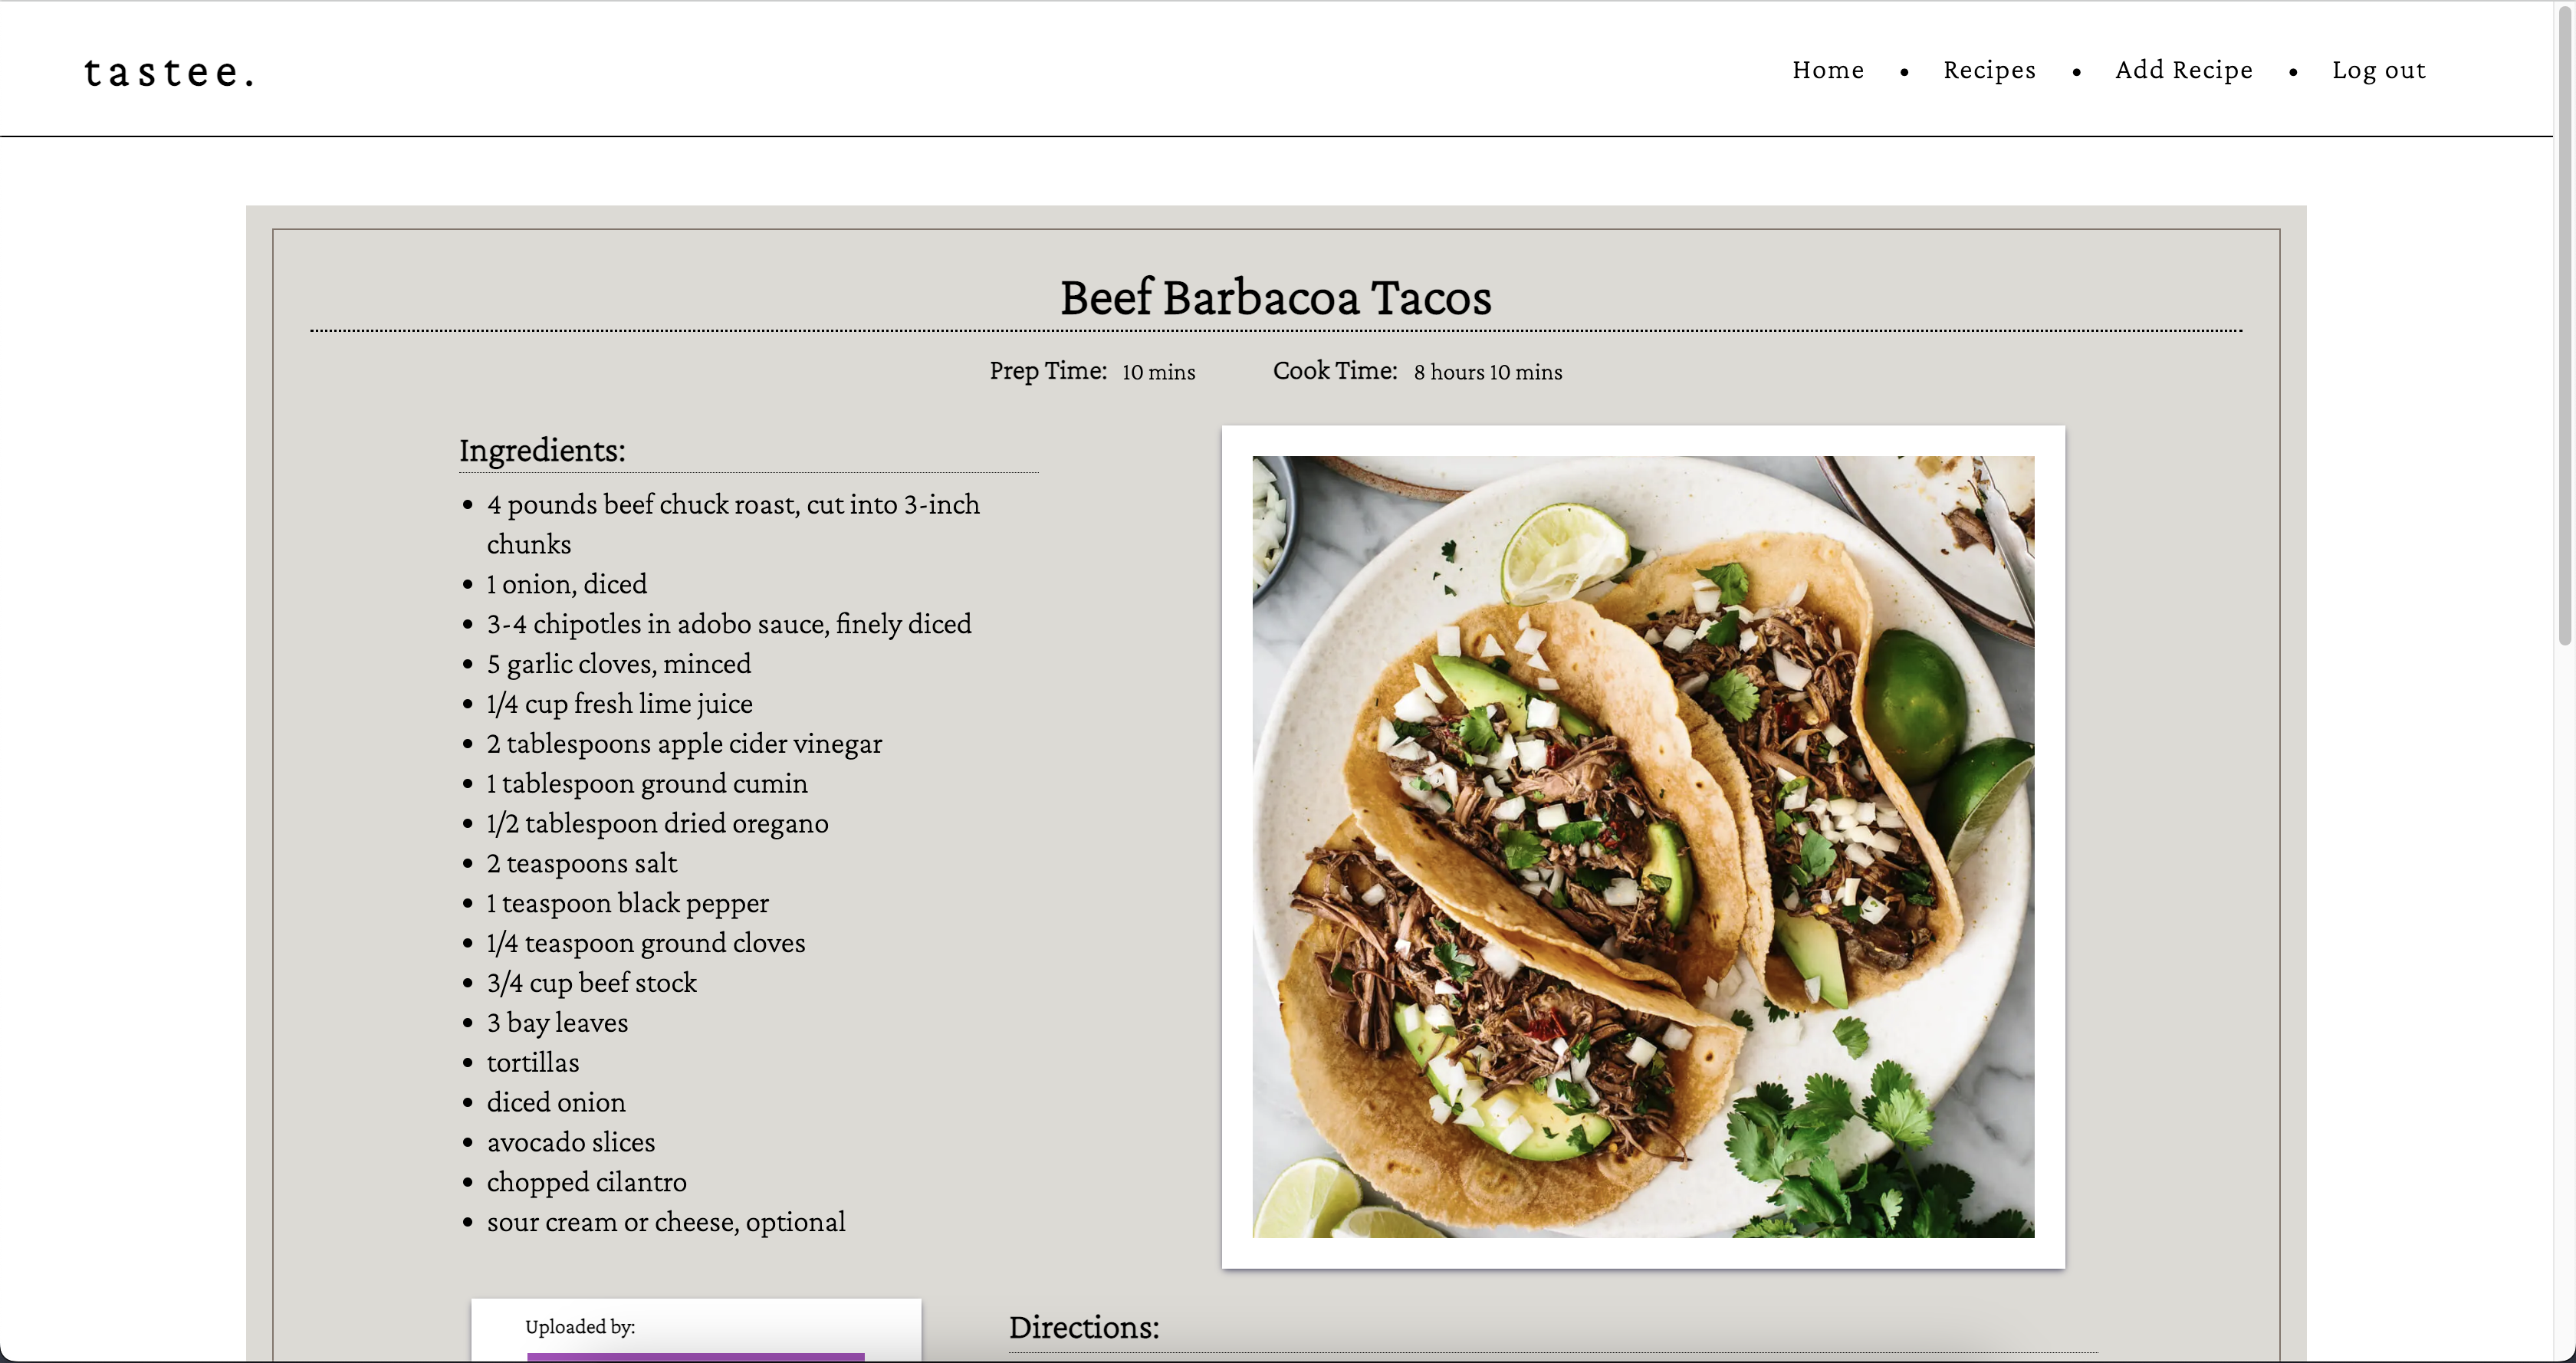 tastee.
Home • Recipes • Add Recipe • Log out
Beef Barbacoa Tacos
Prep Time: 10 mins Cook Time: 8 hours 10 mins
Ingredients:
• 4 pounds beef chuck roast, cut into 3-inch
chunks
• 1 onion, diced
• 3-4 chipotles in adobo sauce, finely diced
• 5 garlic cloves, minced
• 1/4 cup fresh lime juice
• 2 tablespoons apple cider vinegar
• 1 tablespoon ground cumin
• 1/2 tablespoon dried oregano
• 2 teaspoons salt
• 1 teaspoon black pepper
• 1/4 teaspoon ground cloves
• 3/4 cup beef stock
• 3 bay leaves
• tortillas
• diced onion
• avocado slices
• chopped cilantro
• sour cream or cheese, optional
Uploaded by:
Directions: